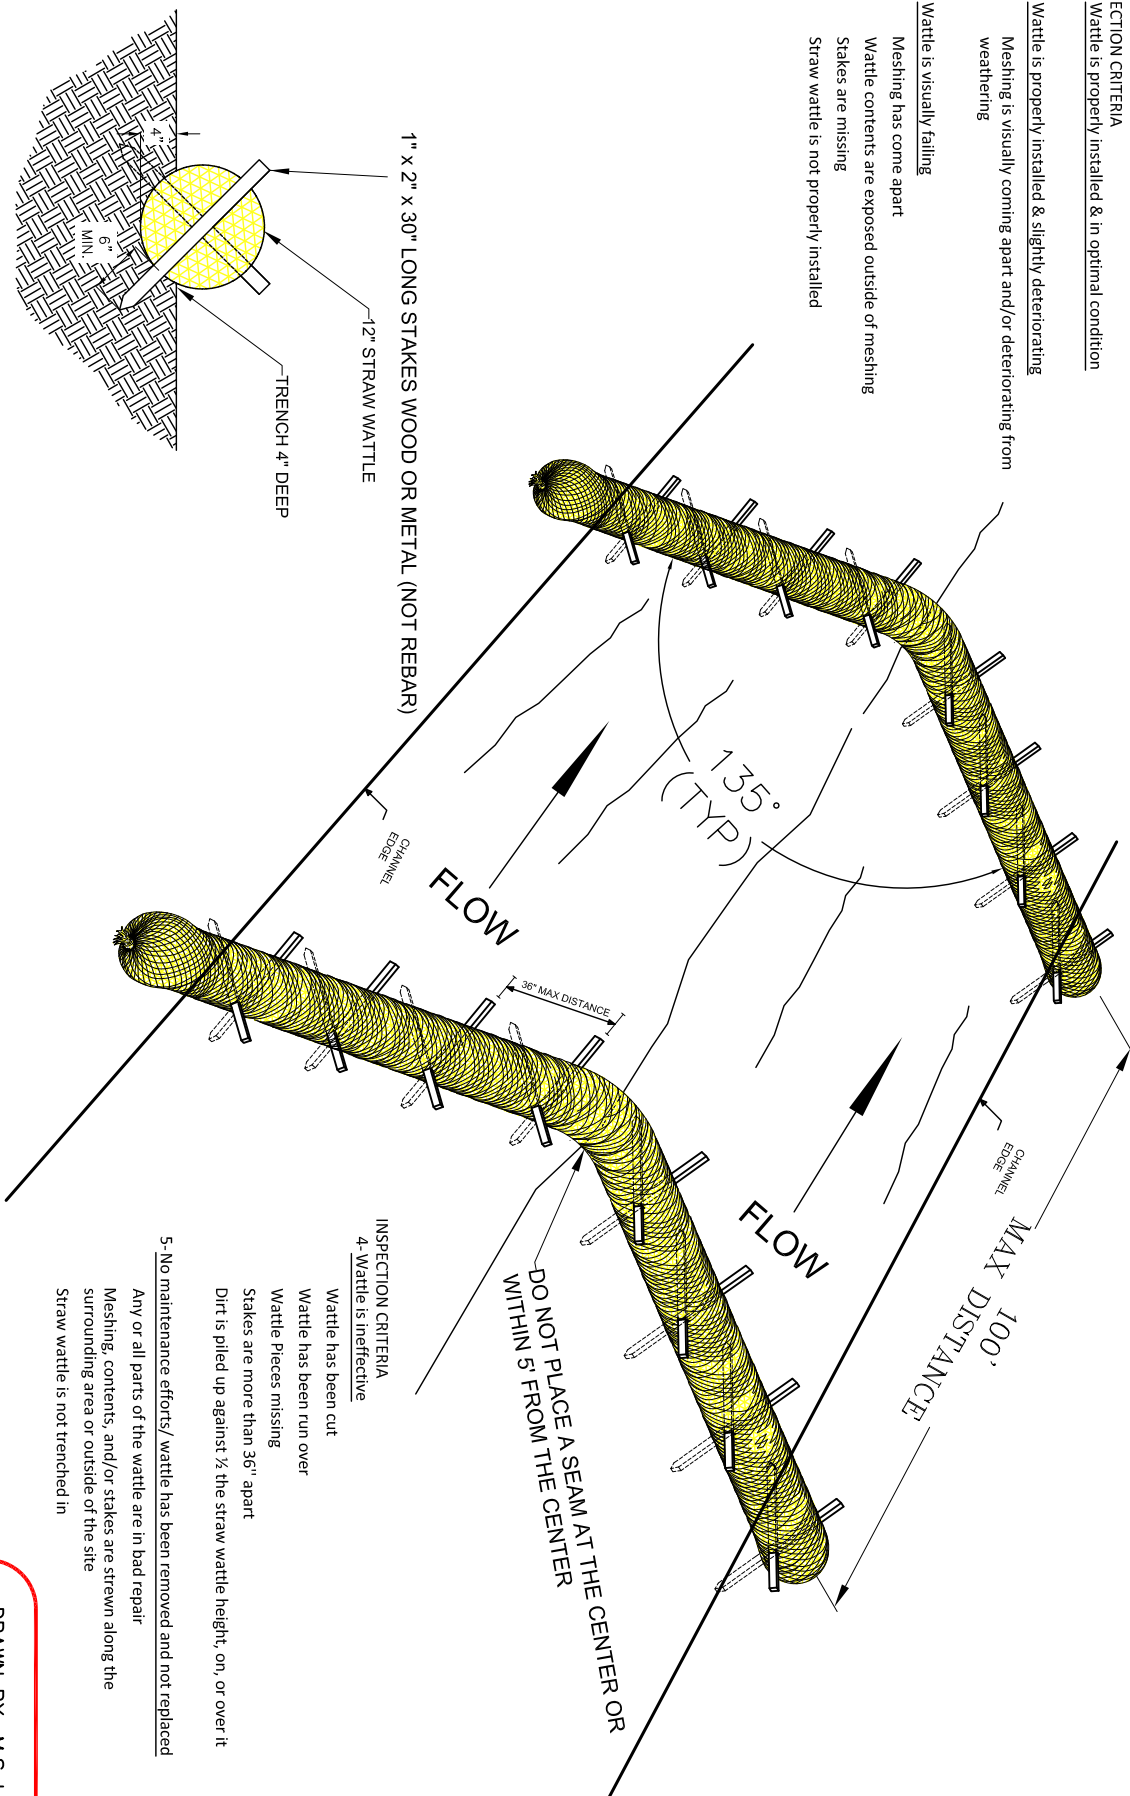 ECTION CRITERIA
Wattle is properly installed & in optimal condition
Wattle is properly installed & slightly deteriorating
Meshing is visually coming apart and/or deteriorating from
weathering
Wattle is visually failing
Meshing has come apart
Wattle contents are exposed outside of meshing
Stakes are missing
Straw wattle is not properly installed
1" x 2" x 30" LONG STAKES WOOD OR METAL (NOT REBAR)
12" STRAW WATTLE
TRENCH 4" DEEP
4"
6"
MIN.
135°
(TYP)
FLOW
CHANNEL
EDGE
36" MAX DISTANCE
FLOW
CHANNEL
EDGE
100'
MAX DISTANCE
DO NOT PLACE A SEAM AT THE CENTER OR
WITHIN 5' FROM THE CENTER
INSPECTION CRITERIA
4- Wattle is ineffective
Wattle has been cut
Wattle has been run over
Wattle Pieces missing
Stakes are more than 36" apart
Dirt is piled up against ½ the straw wattle height, on, or over it
5- No maintenance efforts/ wattle has been removed and not replaced
Any or all parts of the wattle are in bad repair
Meshing, contents, and/or stakes are strewn along the
surrounding area or outside of the site
Straw wattle is not trenched in